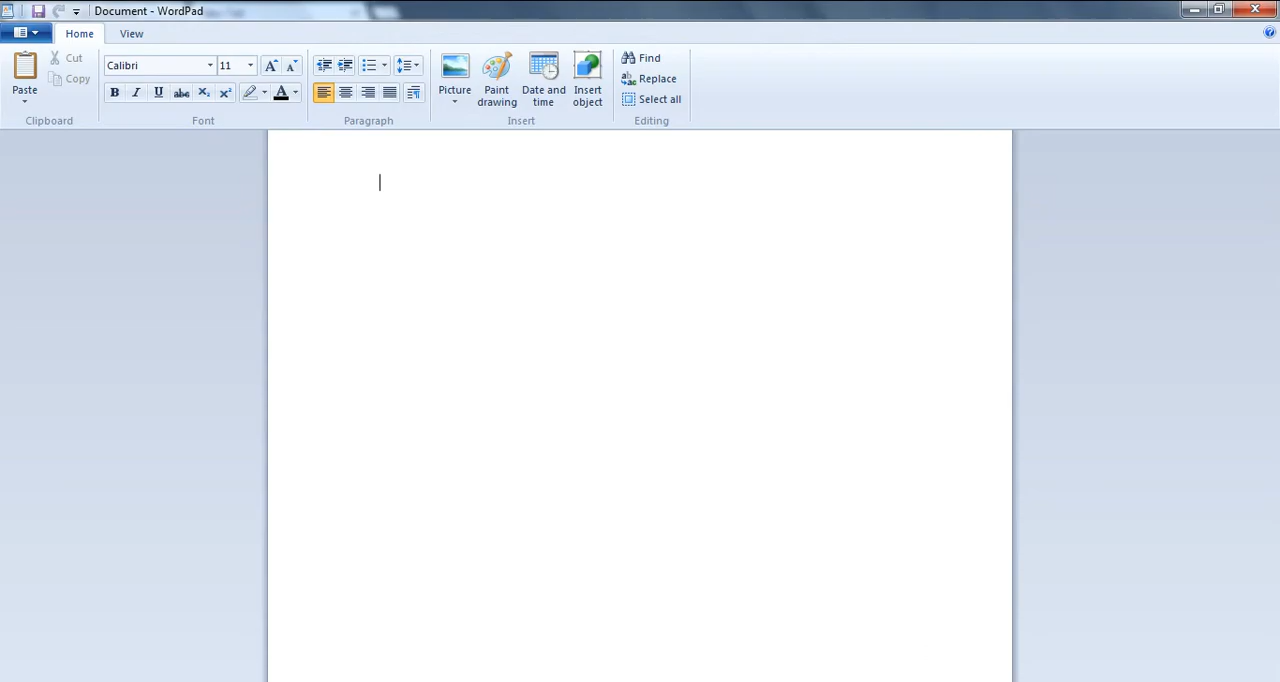 Document - WordPad
Home View
Paste
Cut
Copy
Clipboard
Calibri 11
B I U abc X₂ X²
A
Font
Paragraph
Picture
Paint drawing
Date and time
Insert object
Insert
Find
Replace
Select all
Editing